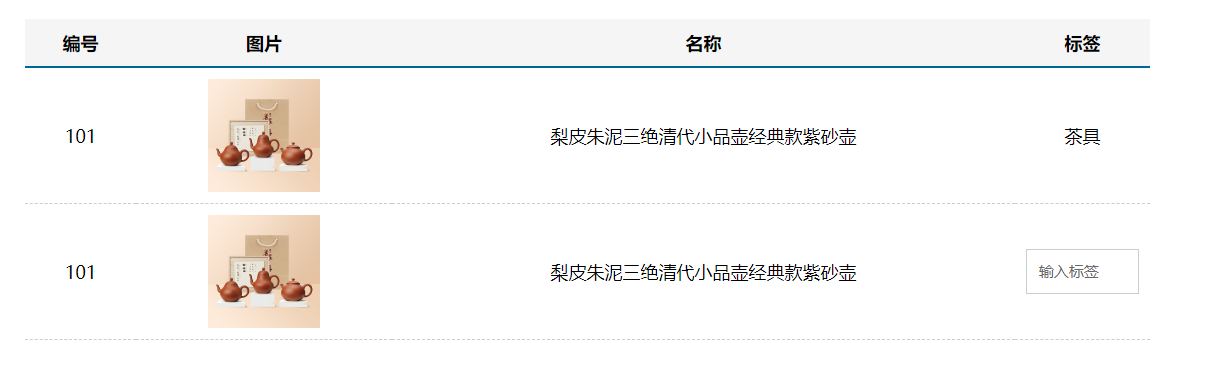 编号 图片 名称 标签
101 梨皮朱泥三绝清代小品壶经典款紫砂壶 茶具
101 梨皮朱泥三绝清代小品壶经典款紫砂壶 输入标签